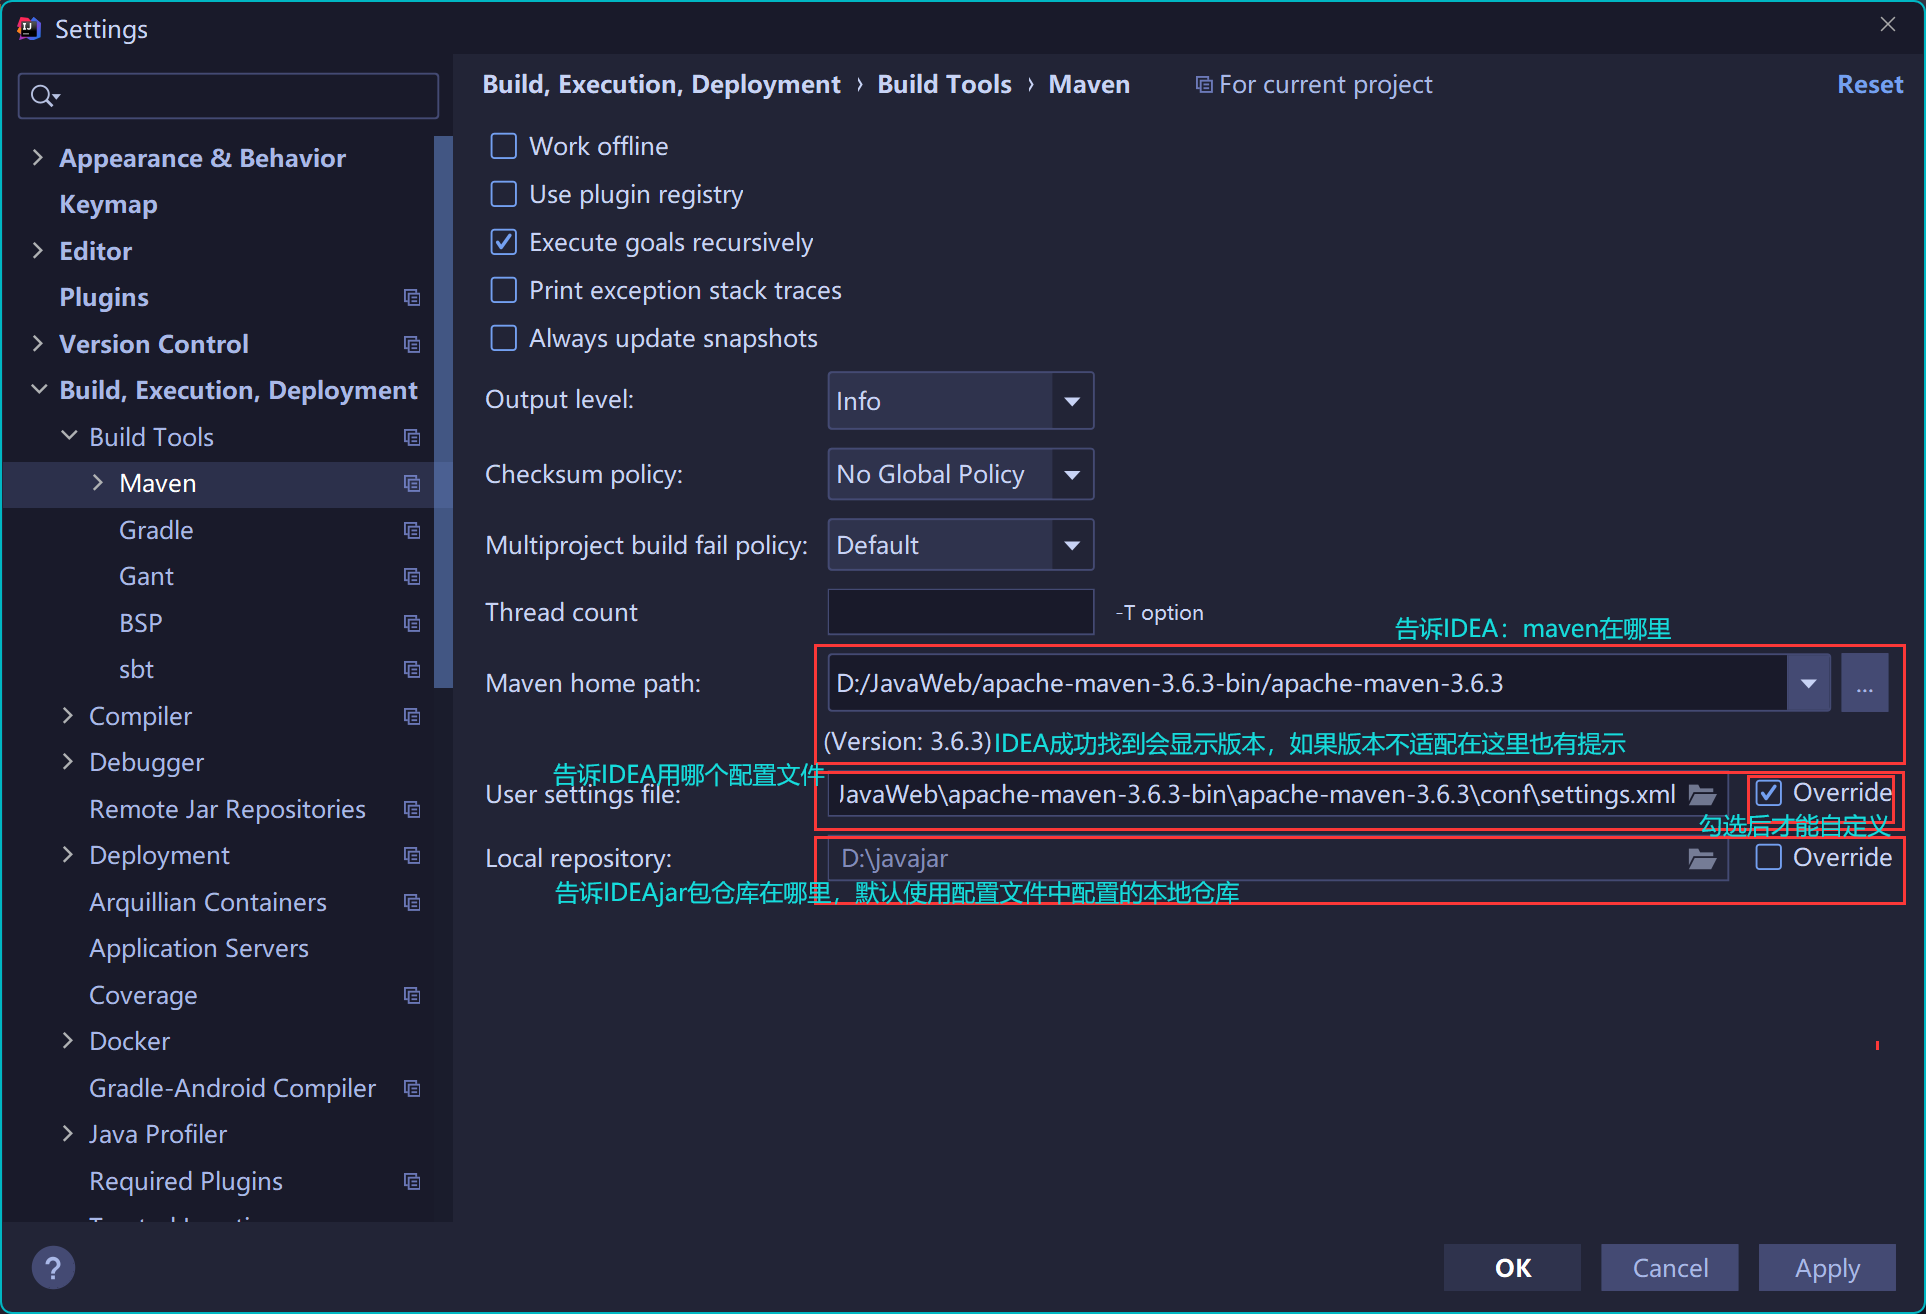 Settings
Build, Execution, Deployment › Build Tools › Maven
For current project
Reset
Appearance & Behavior
Keymap
Editor
Plugins
Version Control
Build, Execution, Deployment
Build Tools
Maven
Gradle
Gant
BSP
sbt
Compiler
Debugger
Remote Jar Repositories
Deployment
Arquillian Containers
Application Servers
Coverage
Docker
Gradle-Android Compiler
Java Profiler
Required Plugins
Work offline
Use plugin registry
Execute goals recursively
Print exception stack traces
Always update snapshots
Output level: Info
Checksum policy: No Global Policy
Multiproject build fail policy: Default
Thread count -T option
告诉IDEA：maven在哪里
Maven home path: D:/JavaWeb/apache-maven-3.6.3-bin/apache-maven-3.6.3 ...
(Version: 3.6.3) IDEA成功找到会显示版本，如果版本不适配在这里也有提示
告诉IDEA用哪个配置文件
User settings file: JavaWeb\apache-maven-3.6.3-bin\apache-maven-3.6.3\conf\settings.xml Override
勾选后才能自定义
Local repository: D:\javajar Override
告诉IDEAjar包仓库在哪里，默认使用配置文件中配置的本地仓库
?
OK Cancel Apply